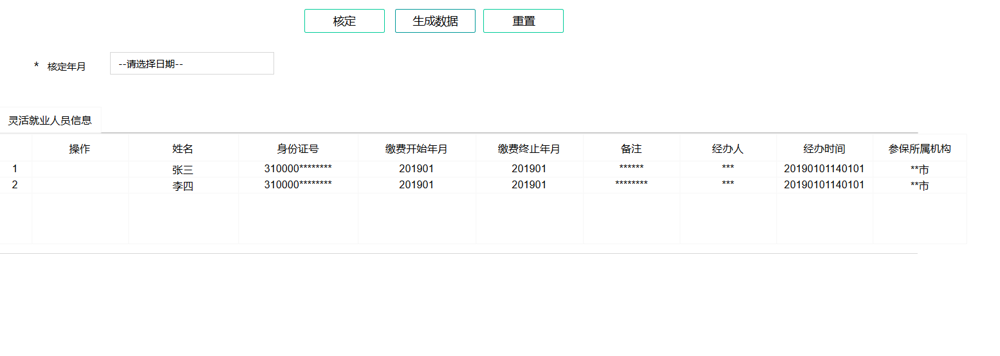 核定 生成数据 重置
* 核定年月 --请选择日期--
灵活就业人员信息
操作 姓名 身份证号 缴费开始年月 缴费终止年月 备注 经办人 经办时间 参保所属机构
1 张三 310000******** 201901 201901 ****** *** 20190101140101 **市
2 李四 310000******** 201901 201901 ******** *** 20190101140101 **市